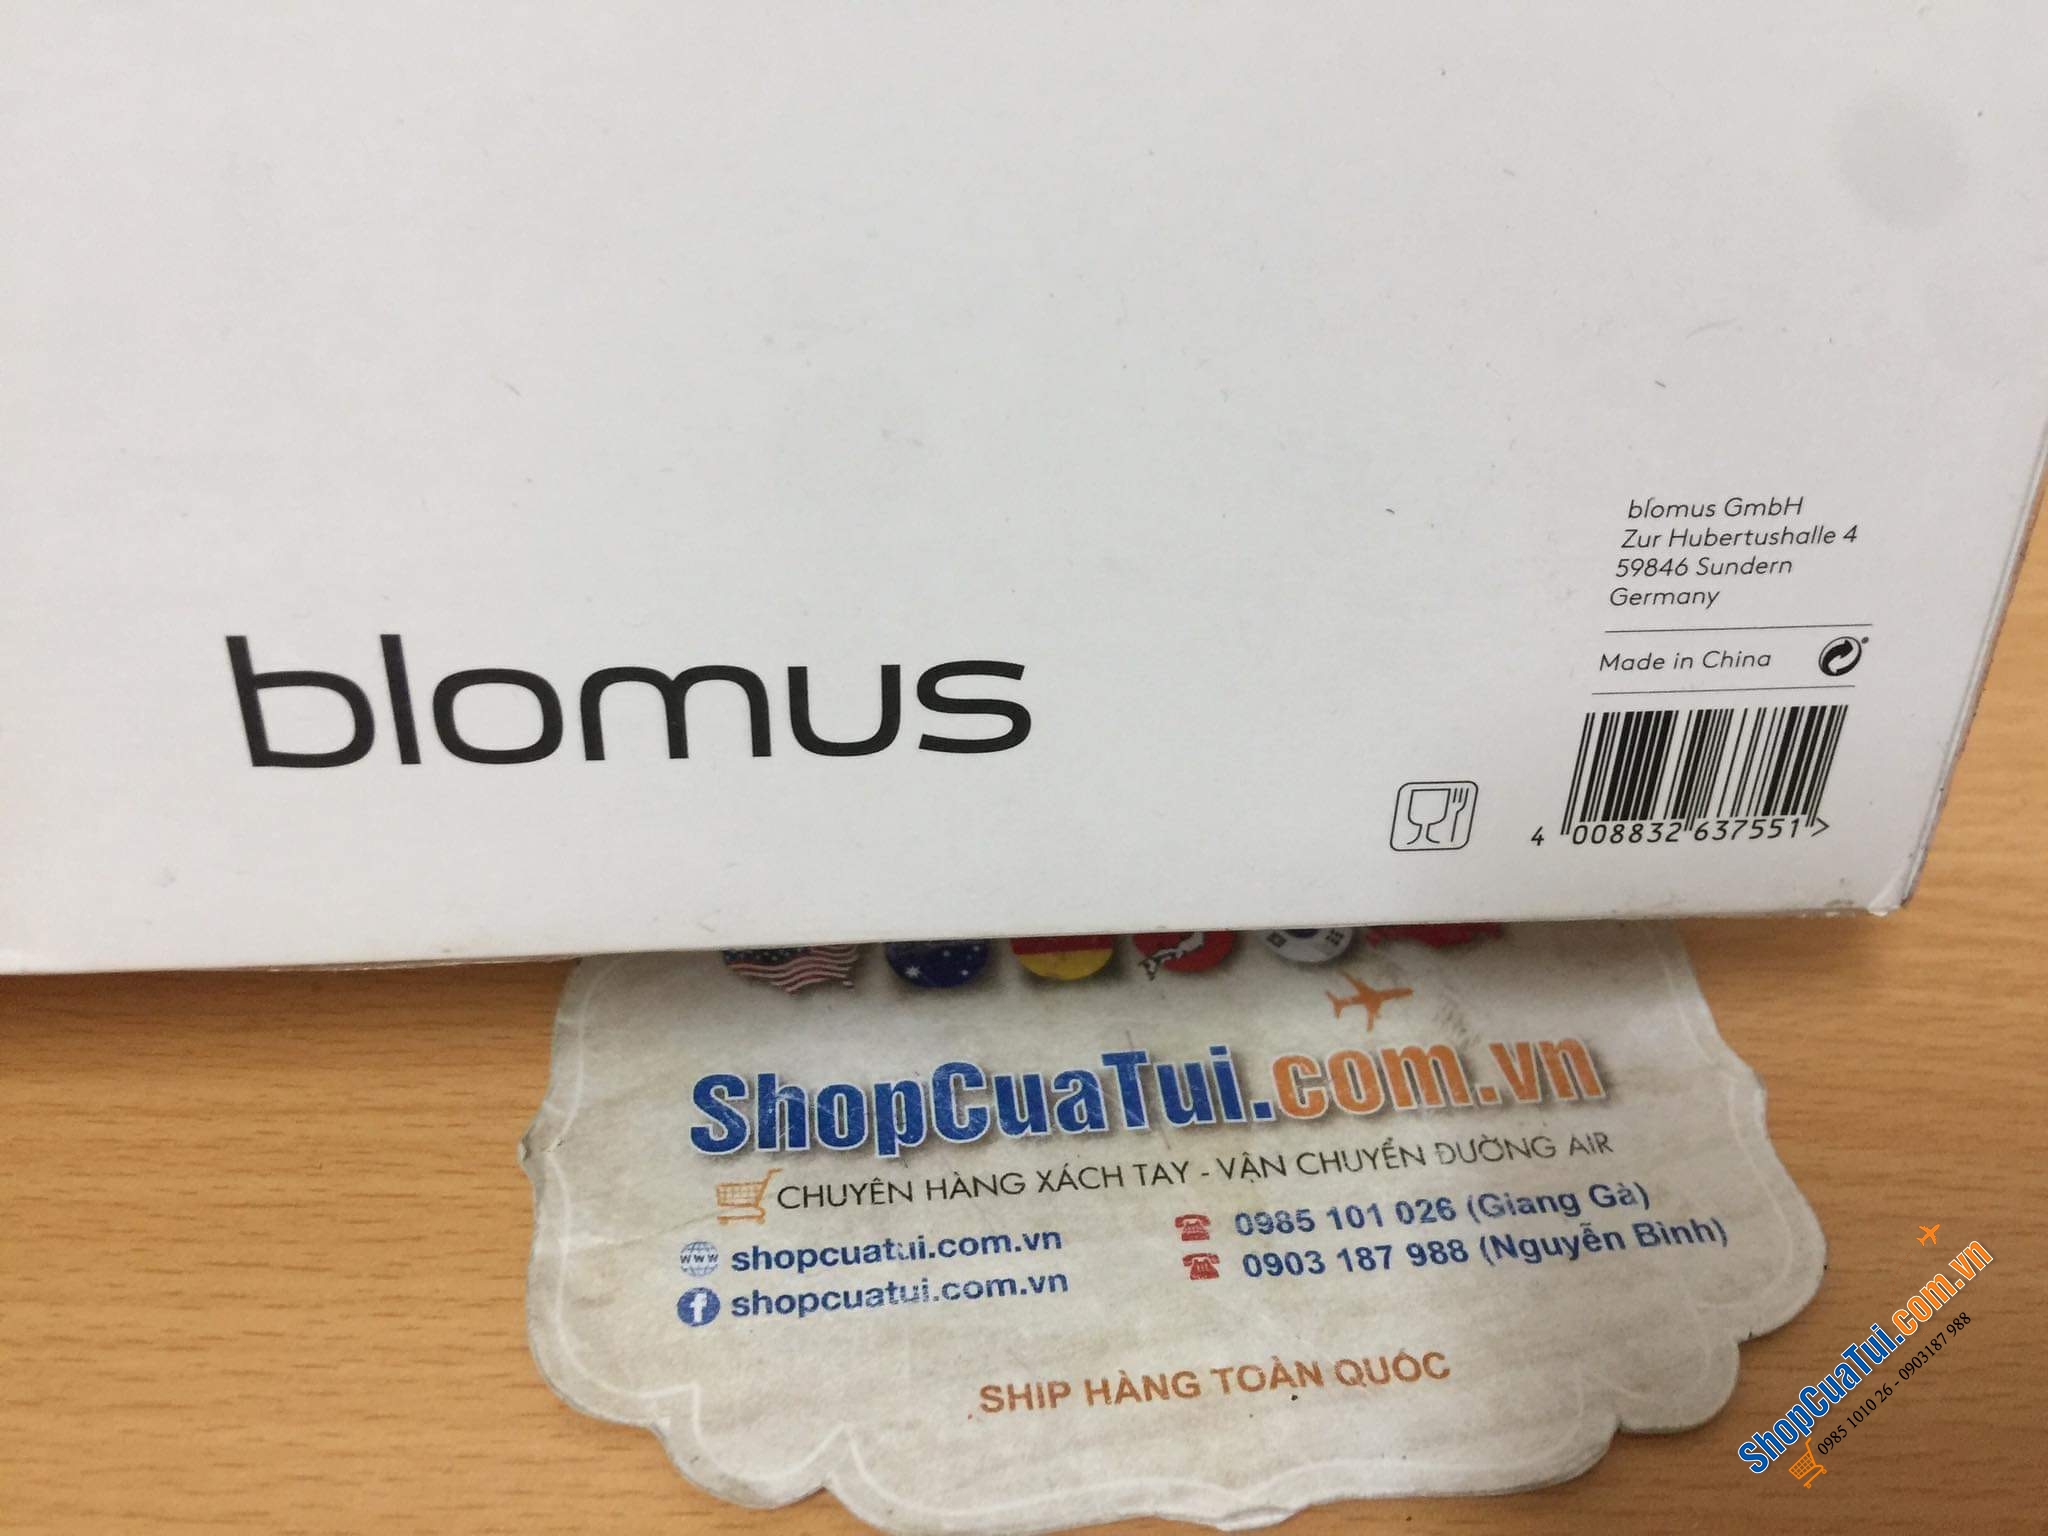 blomus
blomus GmbH
Zur Hubertushalle 4
59846 Sundern
Germany
Made in China
4 008832 637551 >
ShopCuaTui.com.vn
CHUYÊN HÀNG XÁCH TAY - VẬN CHUYỂN ĐƯỜNG AIR
www shopcuatui.com.vn
f shopcuatui.com.vn
0985 101 026 (Giang Gà)
0903 187 988 (Nguyễn Bình)
SHIP HÀNG TOÀN QUỐC
ShopCuaTui.com.vn
0985 1010 26 - 0903187 988